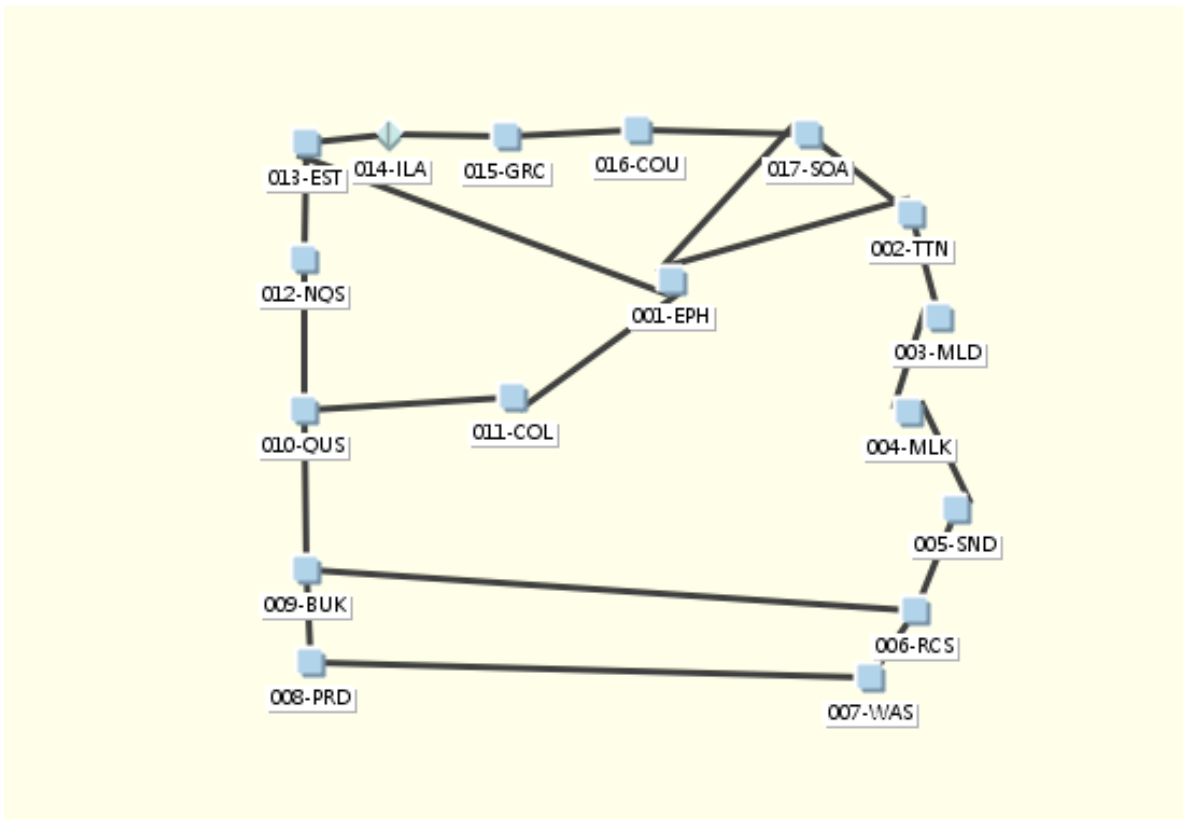 013-EST
014-ILA
015-GRC
016-COU
017-SOA
002-TTN
012-NQS
001-EPH
003-MLD
010-QUS
011-COL
004-MLK
005-SND
009-BUK
006-RCS
008-PRD
007-WAS